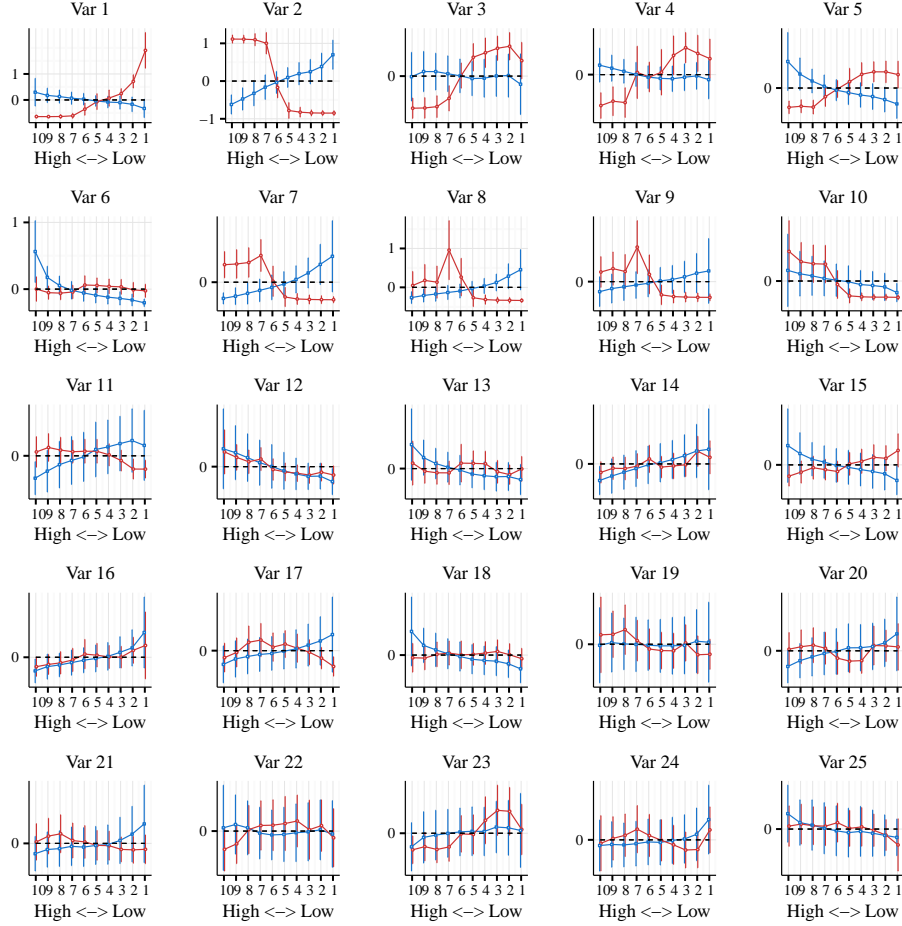 Var 1 Var 2 Var 3 Var 4 Var 5
1 1
0 0 0 0 0
−1
109 8 7 6 5 4 3 2 1 109 8 7 6 5 4 3 2 1 109 8 7 6 5 4 3 2 1 109 8 7 6 5 4 3 2 1 109 8 7 6 5 4 3 2 1
High <−> Low High <−> Low High <−> Low High <−> Low High <−> Low
Var 6 Var 7 Var 8 Var 9 Var 10
1 1
0 0 0 0 0
109 8 7 6 5 4 3 2 1 109 8 7 6 5 4 3 2 1 109 8 7 6 5 4 3 2 1 109 8 7 6 5 4 3 2 1 109 8 7 6 5 4 3 2 1
High <−> Low High <−> Low High <−> Low High <−> Low High <−> Low
Var 11 Var 12 Var 13 Var 14 Var 15
0 0 0 0 0
109 8 7 6 5 4 3 2 1 109 8 7 6 5 4 3 2 1 109 8 7 6 5 4 3 2 1 109 8 7 6 5 4 3 2 1 109 8 7 6 5 4 3 2 1
High <−> Low High <−> Low High <−> Low High <−> Low High <−> Low
Var 16 Var 17 Var 18 Var 19 Var 20
0 0 0 0 0
109 8 7 6 5 4 3 2 1 109 8 7 6 5 4 3 2 1 109 8 7 6 5 4 3 2 1 109 8 7 6 5 4 3 2 1 109 8 7 6 5 4 3 2 1
High <−> Low High <−> Low High <−> Low High <−> Low High <−> Low
Var 21 Var 22 Var 23 Var 24 Var 25
0 0 0 0 0
109 8 7 6 5 4 3 2 1 109 8 7 6 5 4 3 2 1 109 8 7 6 5 4 3 2 1 109 8 7 6 5 4 3 2 1 109 8 7 6 5 4 3 2 1
High <−> Low High <−> Low High <−> Low High <−> Low High <−> Low